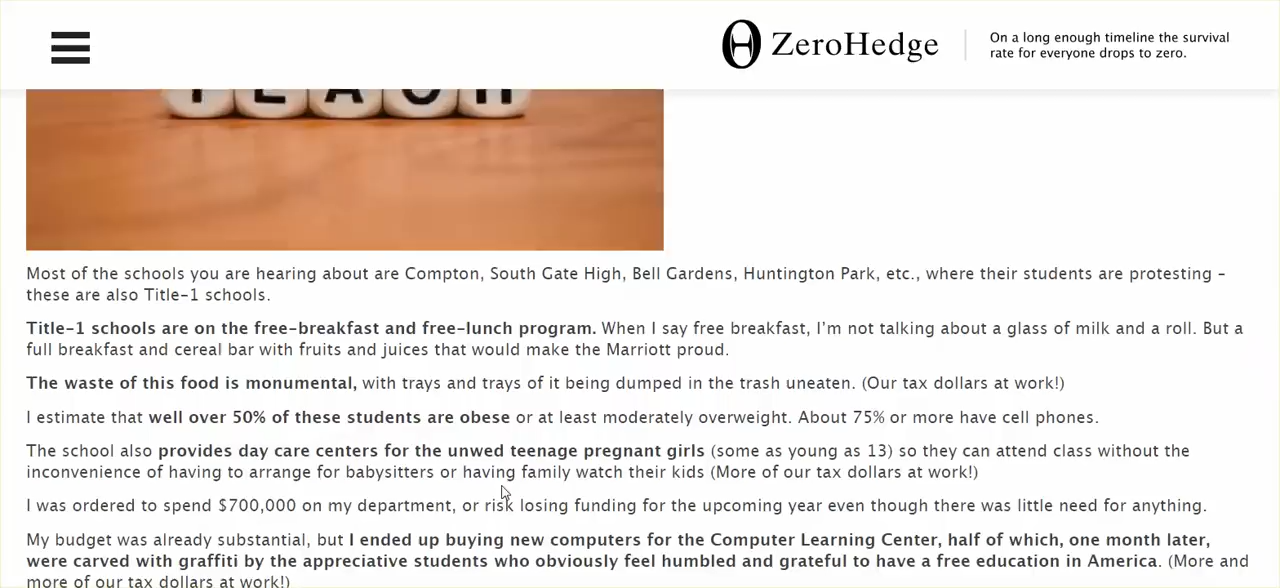 ZeroHedge
On a long enough timeline the survival
rate for everyone drops to zero.
TEACH
Most of the schools you are hearing about are Compton, South Gate High, Bell Gardens, Huntington Park, etc., where their students are protesting –
these are also Title-1 schools.
Title-1 schools are on the free-breakfast and free-lunch program. When I say free breakfast, I’m not talking about a glass of milk and a roll. But a
full breakfast and cereal bar with fruits and juices that would make the Marriott proud.
The waste of this food is monumental, with trays and trays of it being dumped in the trash uneaten. (Our tax dollars at work!)
I estimate that well over 50% of these students are obese or at least moderately overweight. About 75% or more have cell phones.
The school also provides day care centers for the unwed teenage pregnant girls (some as young as 13) so they can attend class without the
inconvenience of having to arrange for babysitters or having family watch their kids (More of our tax dollars at work!)
I was ordered to spend $700,000 on my department, or risk losing funding for the upcoming year even though there was little need for anything.
My budget was already substantial, but I ended up buying new computers for the Computer Learning Center, half of which, one month later,
were carved with graffiti by the appreciative students who obviously feel humbled and grateful to have a free education in America. (More and
more of our tax dollars at work!)